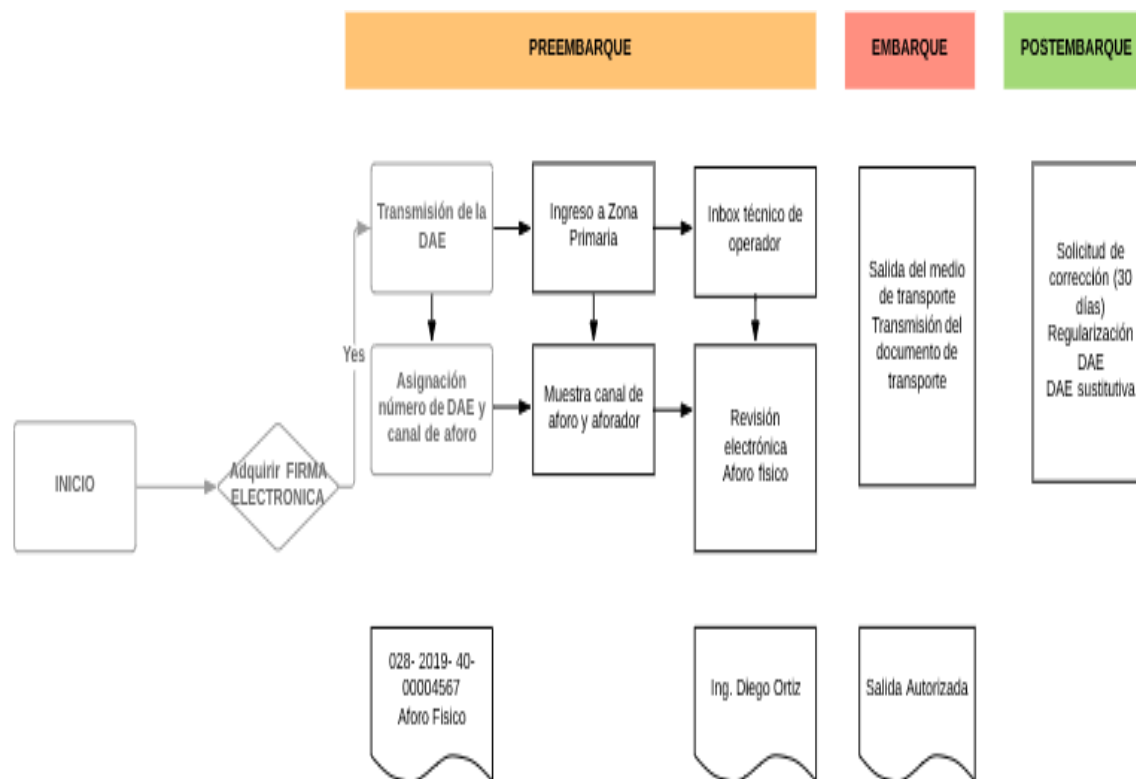 PREEMBARQUE
EMBARQUE
POSTEMBARQUE
Transmisión de la
DAE
Ingreso a Zona
Primaria
Inbox técnico de
operador
Salida del medio
de transporte
Transmisión del
documento de
transporte
Solicitud de
corrección (30
días)
Regularización
DAE
DAE sustitutiva
Yes
Asignación
número de DAE y
canal de aforo
Muestra canal de
aforo y aforador
Revisión
electrónica
Aforo físico
INICIO
Adquirir FIRMA
ELECTRONICA
028- 2019- 40-
00004567
Aforo Fisico
Ing. Diego Ortiz
Salida Autorizada